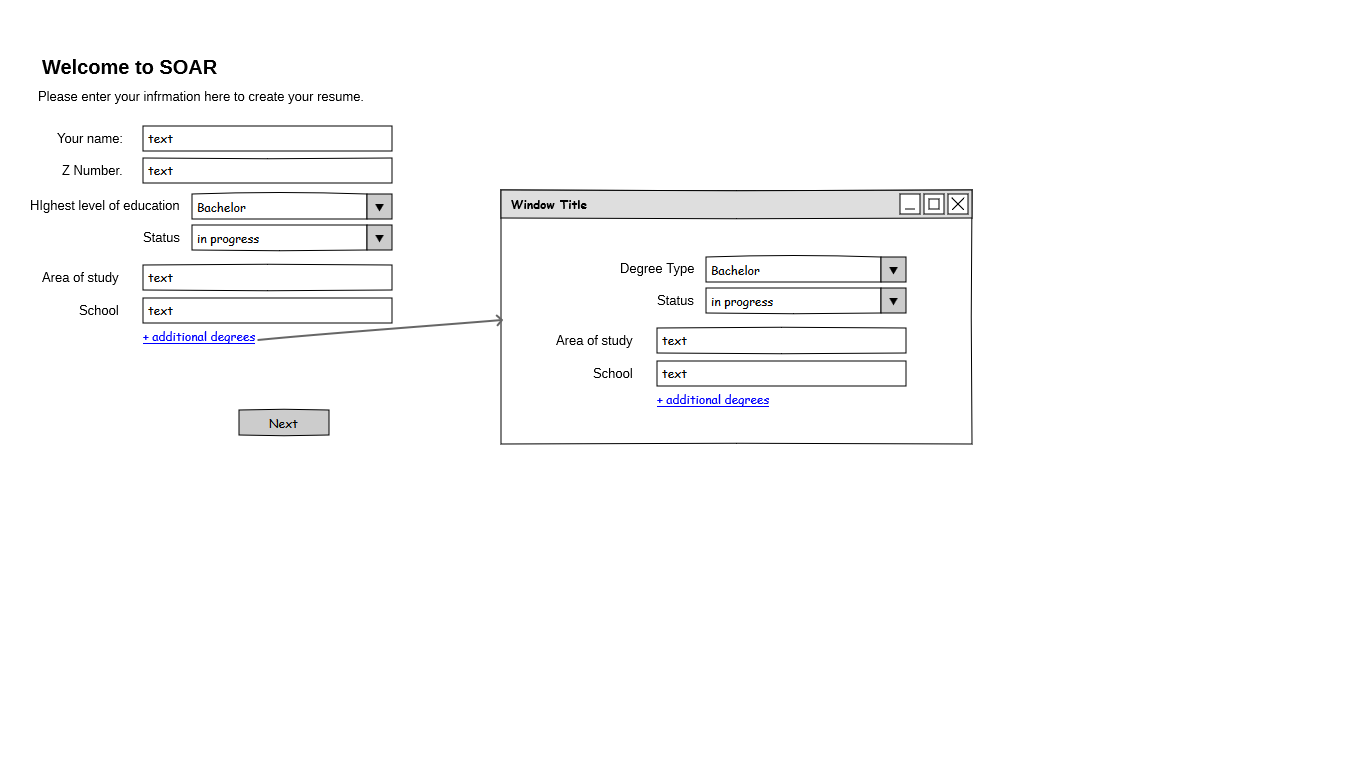 Welcome to SOAR
Please enter your infrmation here to create your resume.
Your name: text
Z Number. text
HIghest level of education Bachelor
Status in progress
Area of study text
School text
+ additional degrees
Next
Window Title
Degree Type Bachelor
Status in progress
Area of study text
School text
+ additional degrees